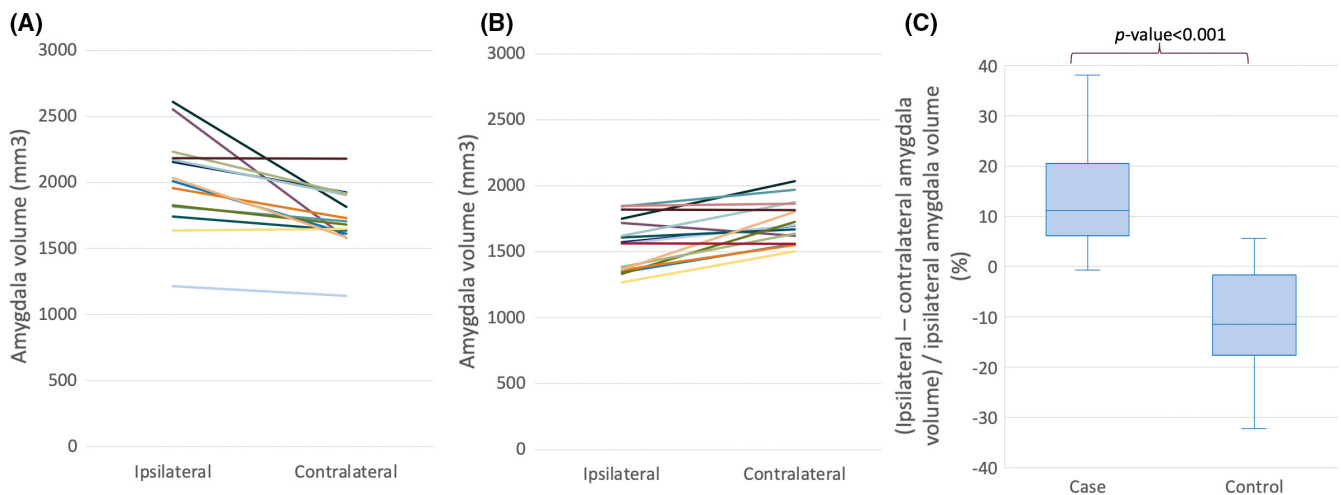 (A)
3000
2500
2000
1500
1000
500
0
Amygdala volume (mm3)
Ipsilateral
Contralateral
(B)
3000
2500
2000
1500
1000
500
0
Amygdala volume (mm3)
Ipsilateral
Contralateral
(C)
p-value<0.001
40
30
20
10
0
-10
-20
-30
-40
(Ipsilateral – contralateral amygdala
volume) / ipsilateral amygdala volume
(%)
Case
Control